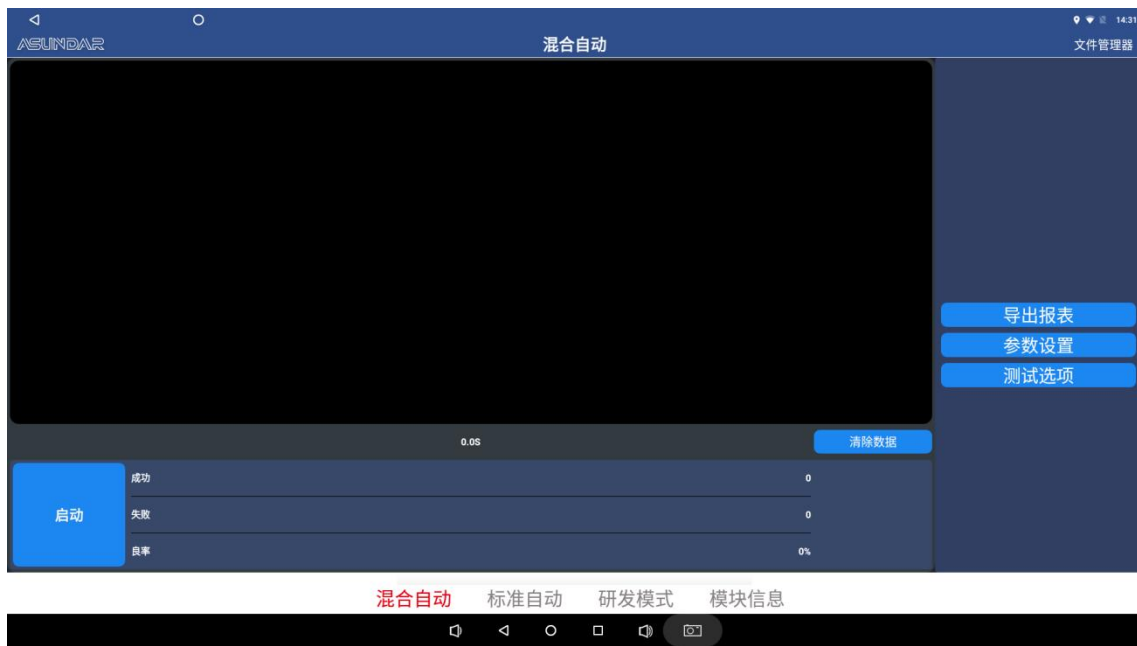 14:31
ASUNDAR
混合自动
文件管理器
导出报表
参数设置
测试选项
0.0S
清除数据
启动
成功 0
失败 0
良率 0%
混合自动 标准自动 研发模式 模块信息